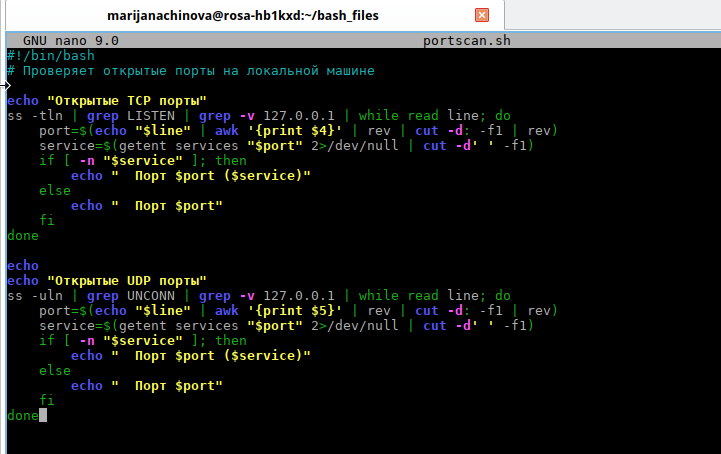 marijanachinova@rosa-hb1kxd:~/bash_files
GNU nano 9.0 portscan.sh
#!/bin/bash
# Проверяет открытые порты на локальной машине
echo "Открытые TCP порты"
ss -tln | grep LISTEN | grep -v 127.0.0.1 | while read line; do
    port=$(echo "$line" | awk '{print $4}' | rev | cut -d: -f1 | rev)
    service=$(getent services "$port" 2>/dev/null | cut -d' ' -f1)
    if [ -n "$service" ]; then
        echo "  Порт $port ($service)"
    else
        echo "  Порт $port"
    fi
done
echo
echo "Открытые UDP порты"
ss -uln | grep UNCONN | grep -v 127.0.0.1 | while read line; do
    port=$(echo "$line" | awk '{print $5}' | rev | cut -d: -f1 | rev)
    service=$(getent services "$port" 2>/dev/null | cut -d' ' -f1)
    if [ -n "$service" ]; then
        echo "  Порт $port ($service)"
    else
        echo "  Порт $port"
    fi
done